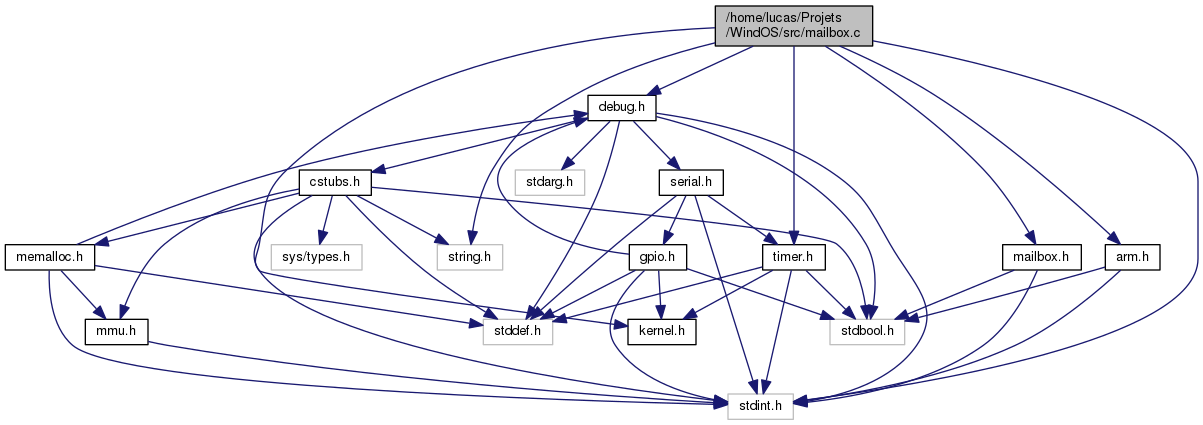 /home/lucas/Projets
/WindOS/src/mailbox.c
debug.h
cstubs.h
stdarg.h
serial.h
memalloc.h
sys/types.h
string.h
gpio.h
timer.h
mailbox.h
arm.h
mmu.h
stddef.h
kernel.h
stdbool.h
stdint.h